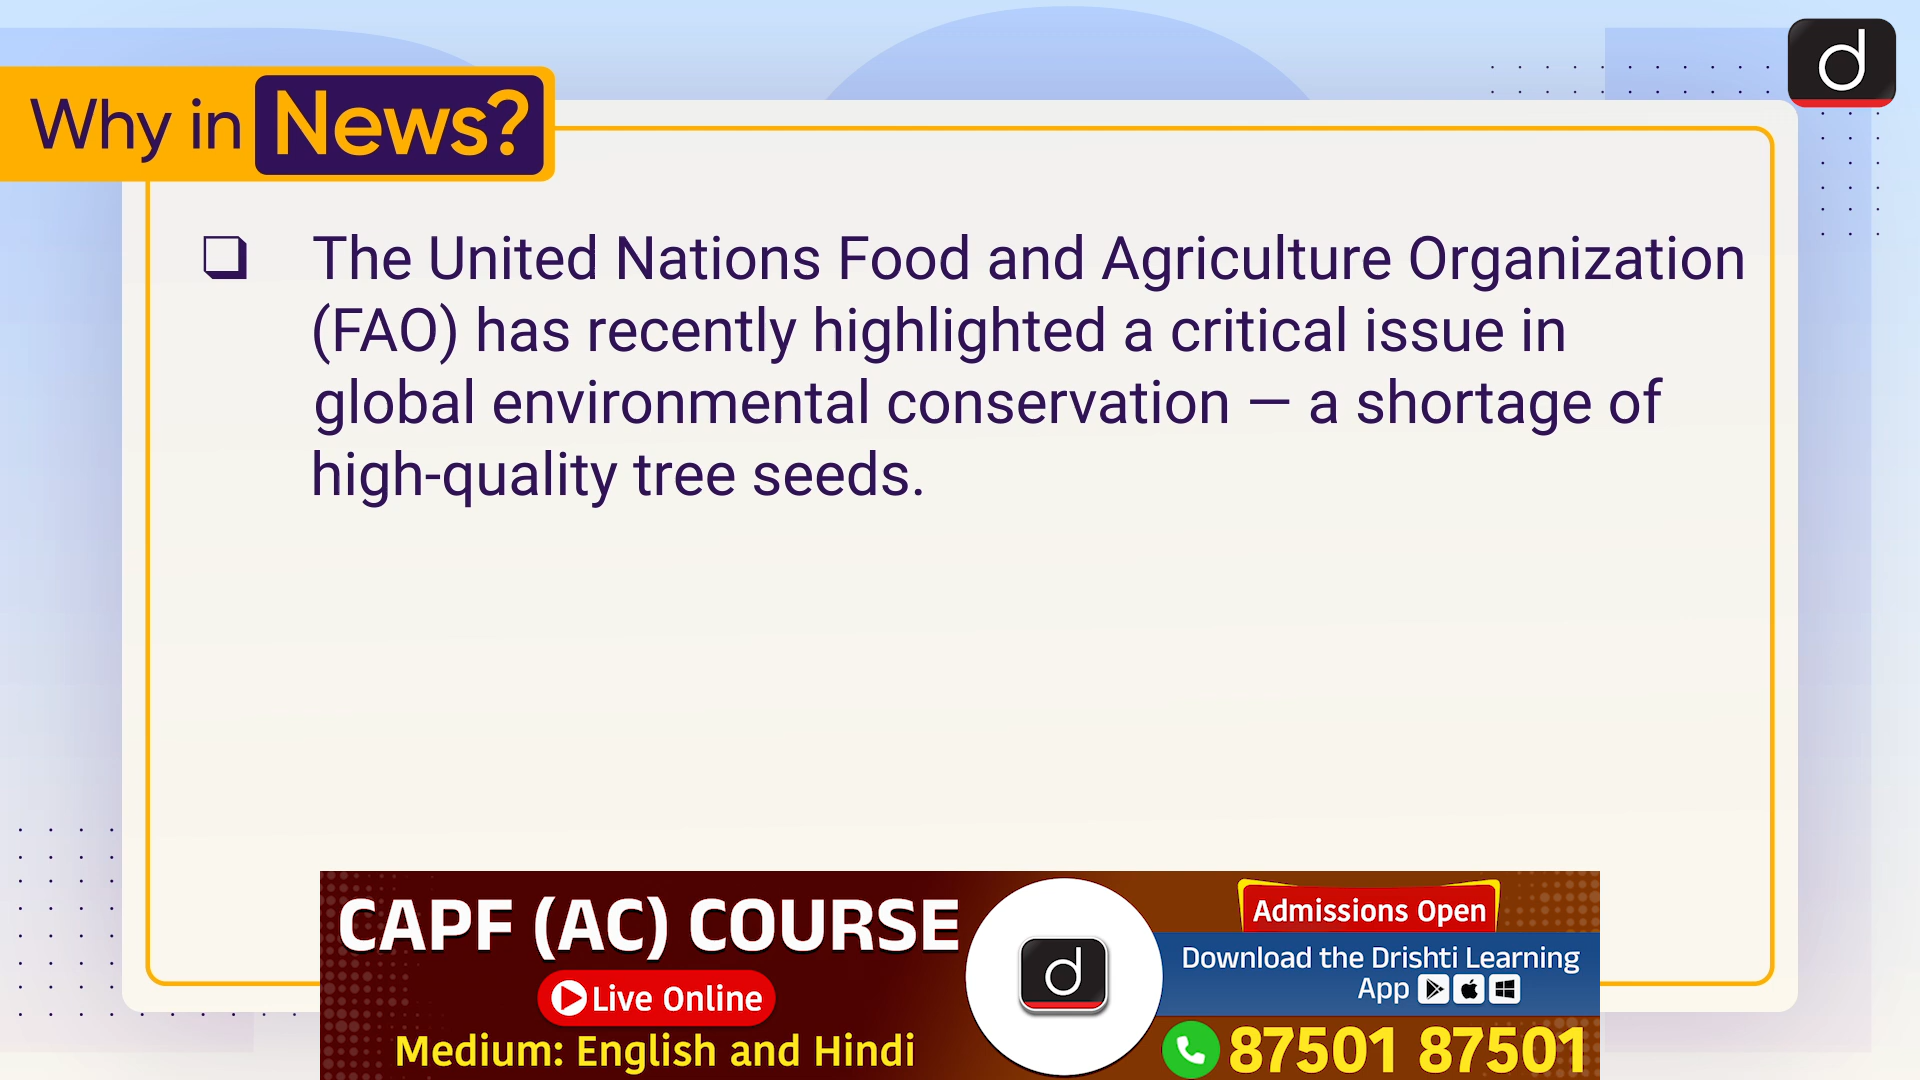 Why in News?
d
❑ The United Nations Food and Agriculture Organization
(FAO) has recently highlighted a critical issue in
global environmental conservation — a shortage of
high-quality tree seeds.
CAPF (AC) COURSE
Live Online
Medium: English and Hindi
d
Admissions Open
Download the Drishti Learning
App
87501 87501